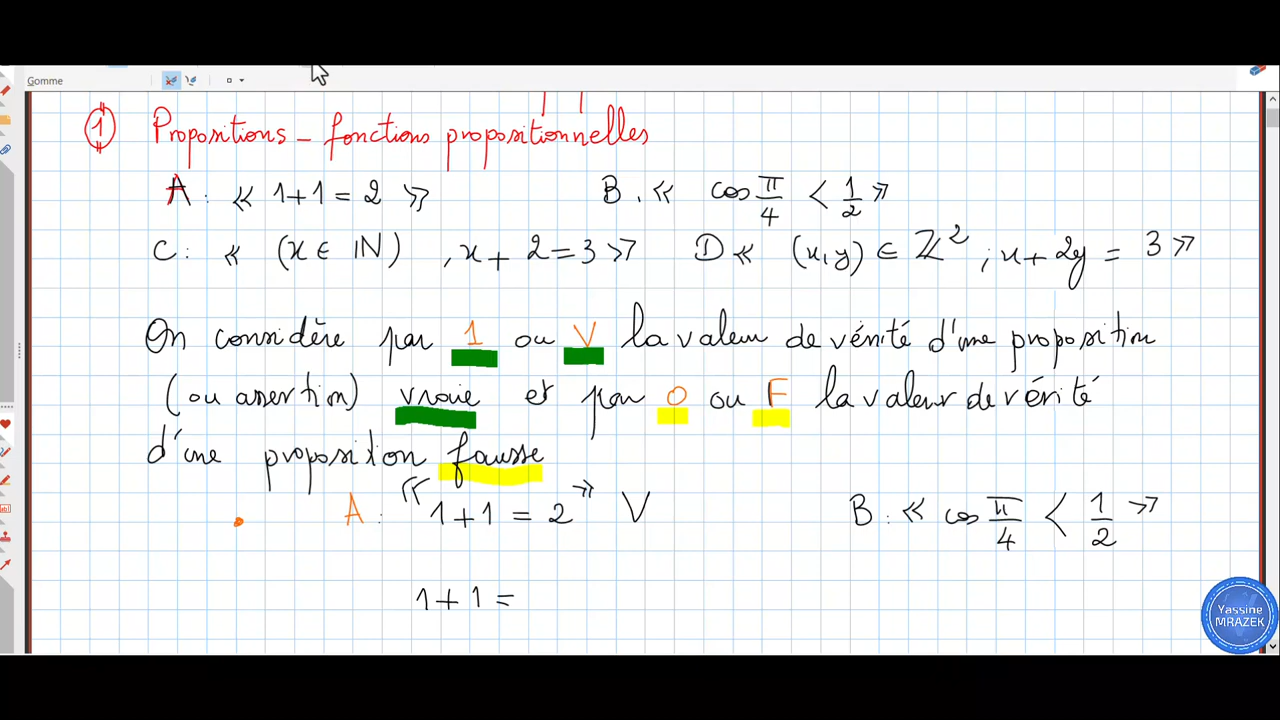 Gomme
① Propositions - fonctions propositionnelles
A : « 1+1 = 2 » B : « cos π/4 < 1/2 »
C : « (x ∈ ℕ) , x + 2 = 3 » D « (x,y) ∈ ℤ² ; x + 2y = 3 »
On considère par 1 ou V la valeur de vérité d'une proposition
(ou assertion) vraie et par 0 ou F la valeur de vérité
d'une proposition fausse
• A : « 1+1 = 2 » V B : « cos π/4 < 1/2 »
1+1 =
Yassine
MRAZEK